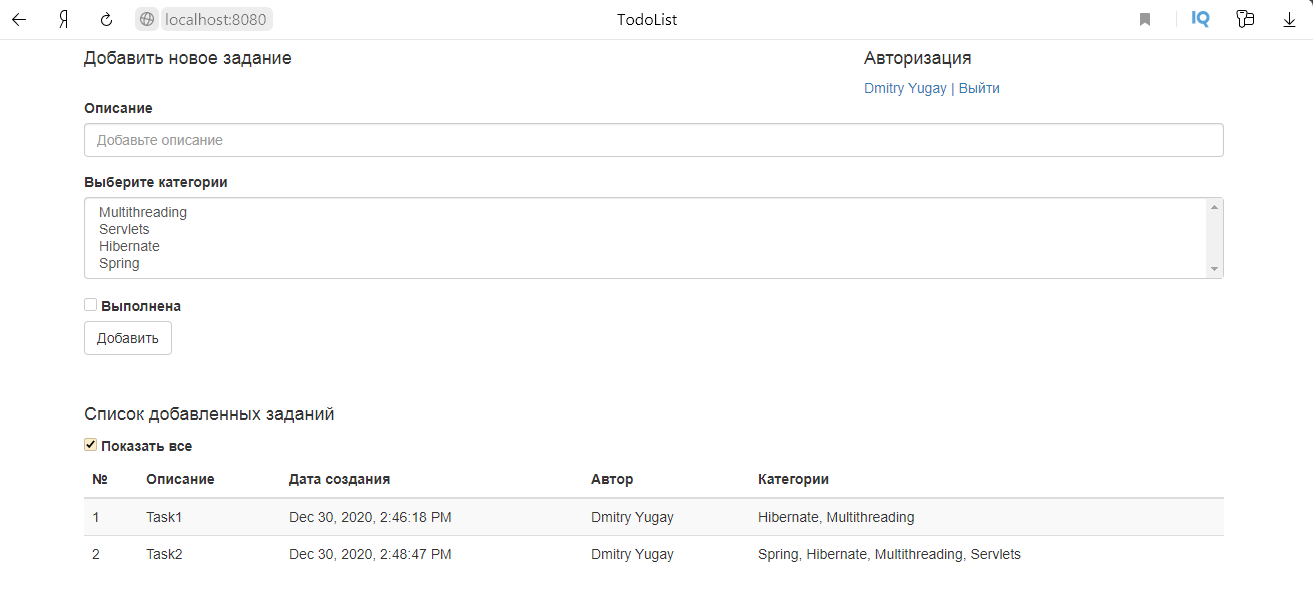 Я localhost:8080 TodoList IQ
Добавить новое задание
Авторизация
Dmitry Yugay | Выйти
Описание
Добавьте описание
Выберите категории
Multithreading
Servlets
Hibernate
Spring
Выполнена
Добавить
Список добавленных заданий
Показать все
№ Описание Дата создания Автор Категории
1 Task1 Dec 30, 2020, 2:46:18 PM Dmitry Yugay Hibernate, Multithreading
2 Task2 Dec 30, 2020, 2:48:47 PM Dmitry Yugay Spring, Hibernate, Multithreading, Servlets